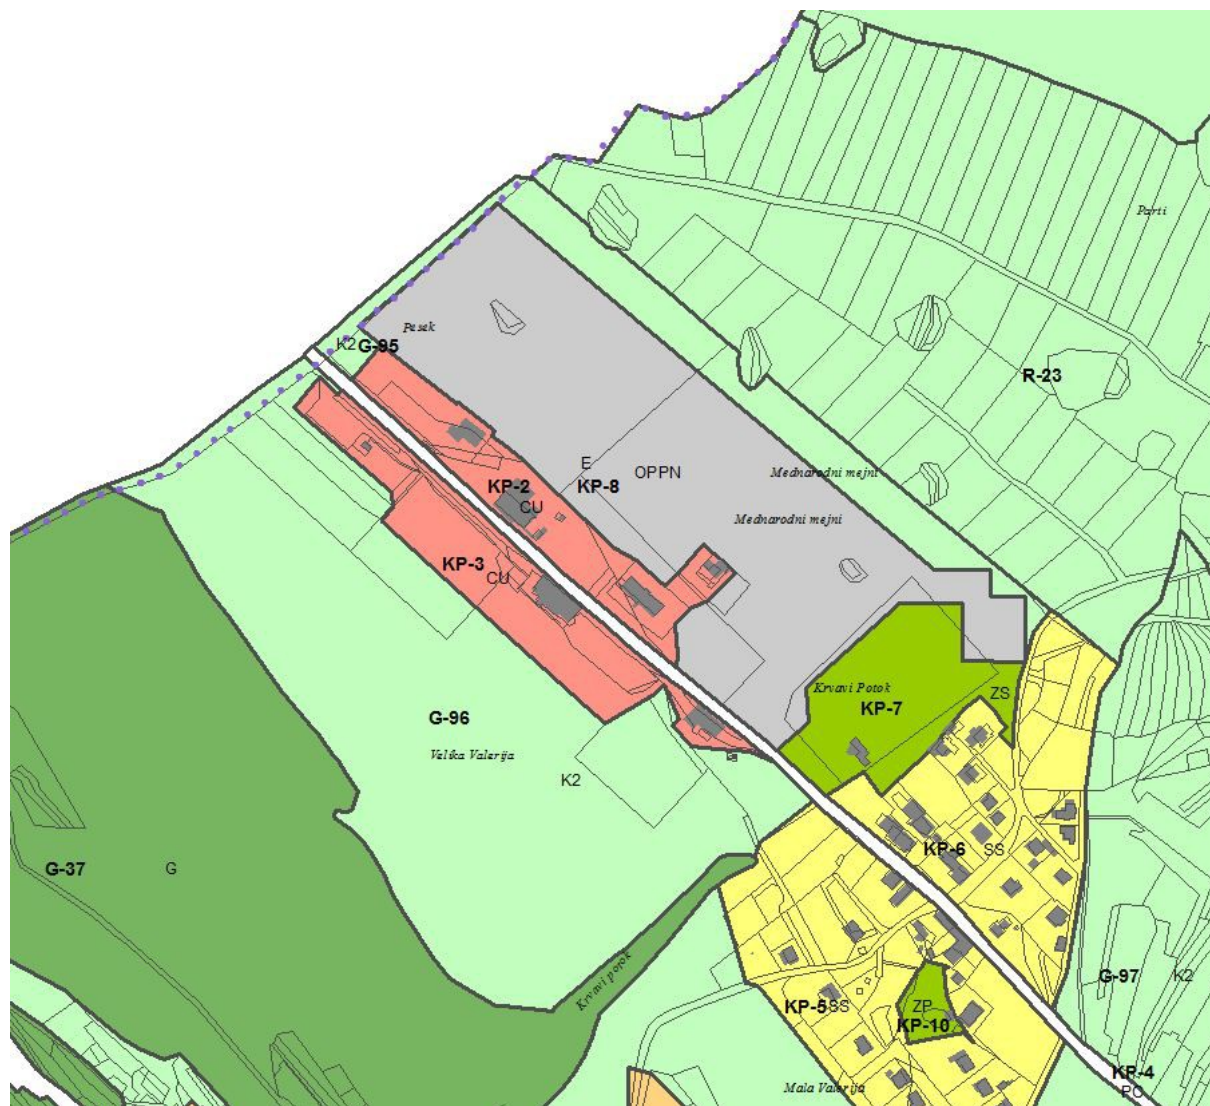 Parti
Pesek
K2
G-95
R-23
E
OPPN
Mednarodni mejni
KP-2
KP-8
CU
Mednarodni mejni
KP-3
CU
Krvavi Potok
ZS
KP-7
G-96
Velika Valerija
K2
KP-6
SS
G-37
G
Krvavi potok
G-97
K2
KP-5
SS
ZP
KP-10
KP-4
PC
Mala Valerija